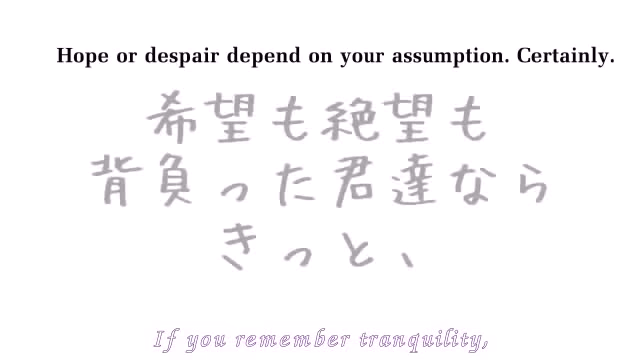 Hope or despair depend on your assumption. Certainly.
希望も絶望も
背負った君達なら
きっと、
If you remember tranquility,